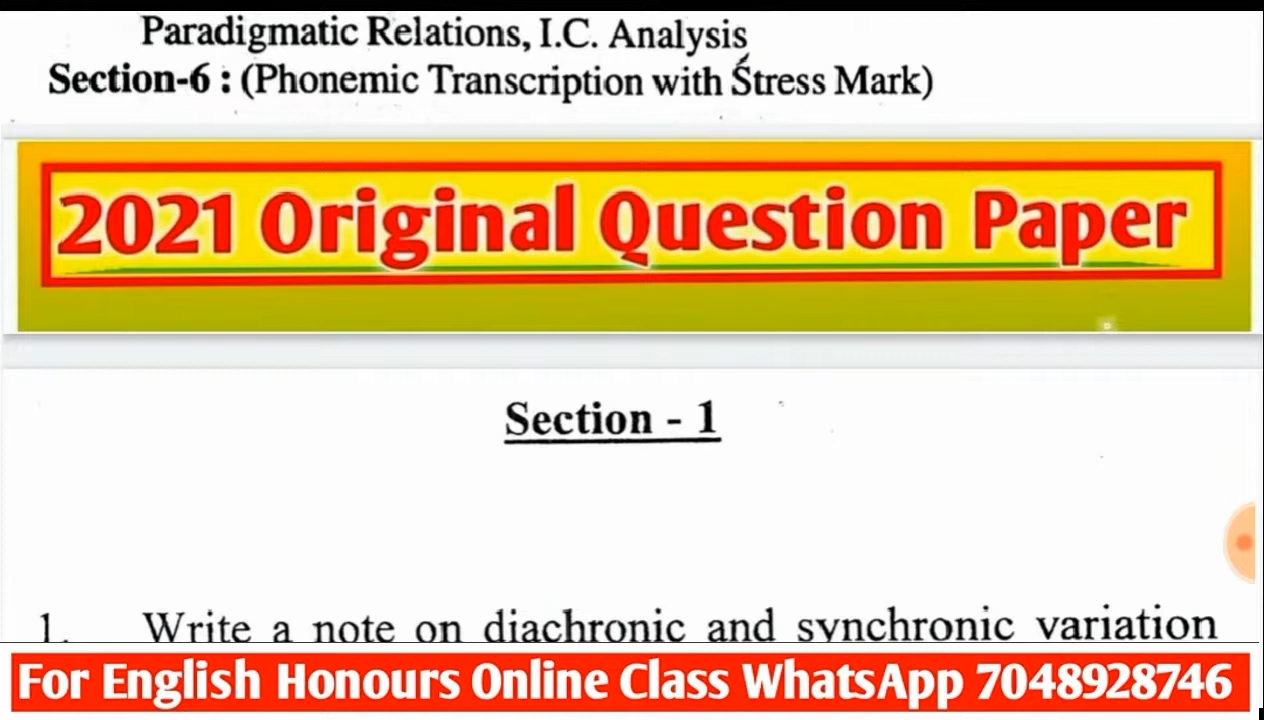 Paradigmatic Relations, I.C. Analysis
Section-6 : (Phonemic Transcription with Stress Mark)
2021 Original Question Paper
Section - 1
1. Write a note on diachronic and synchronic variation
For English Honours Online Class WhatsApp 7048928746